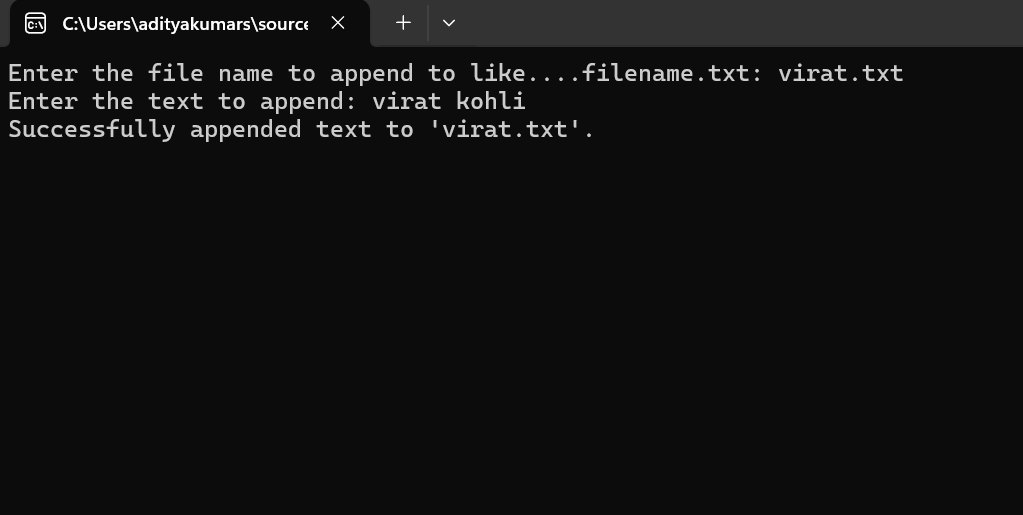 C:\Users\adityakumars\source
Enter the file name to append to like....filename.txt: virat.txt
Enter the text to append: virat kohli
Successfully appended text to 'virat.txt'.